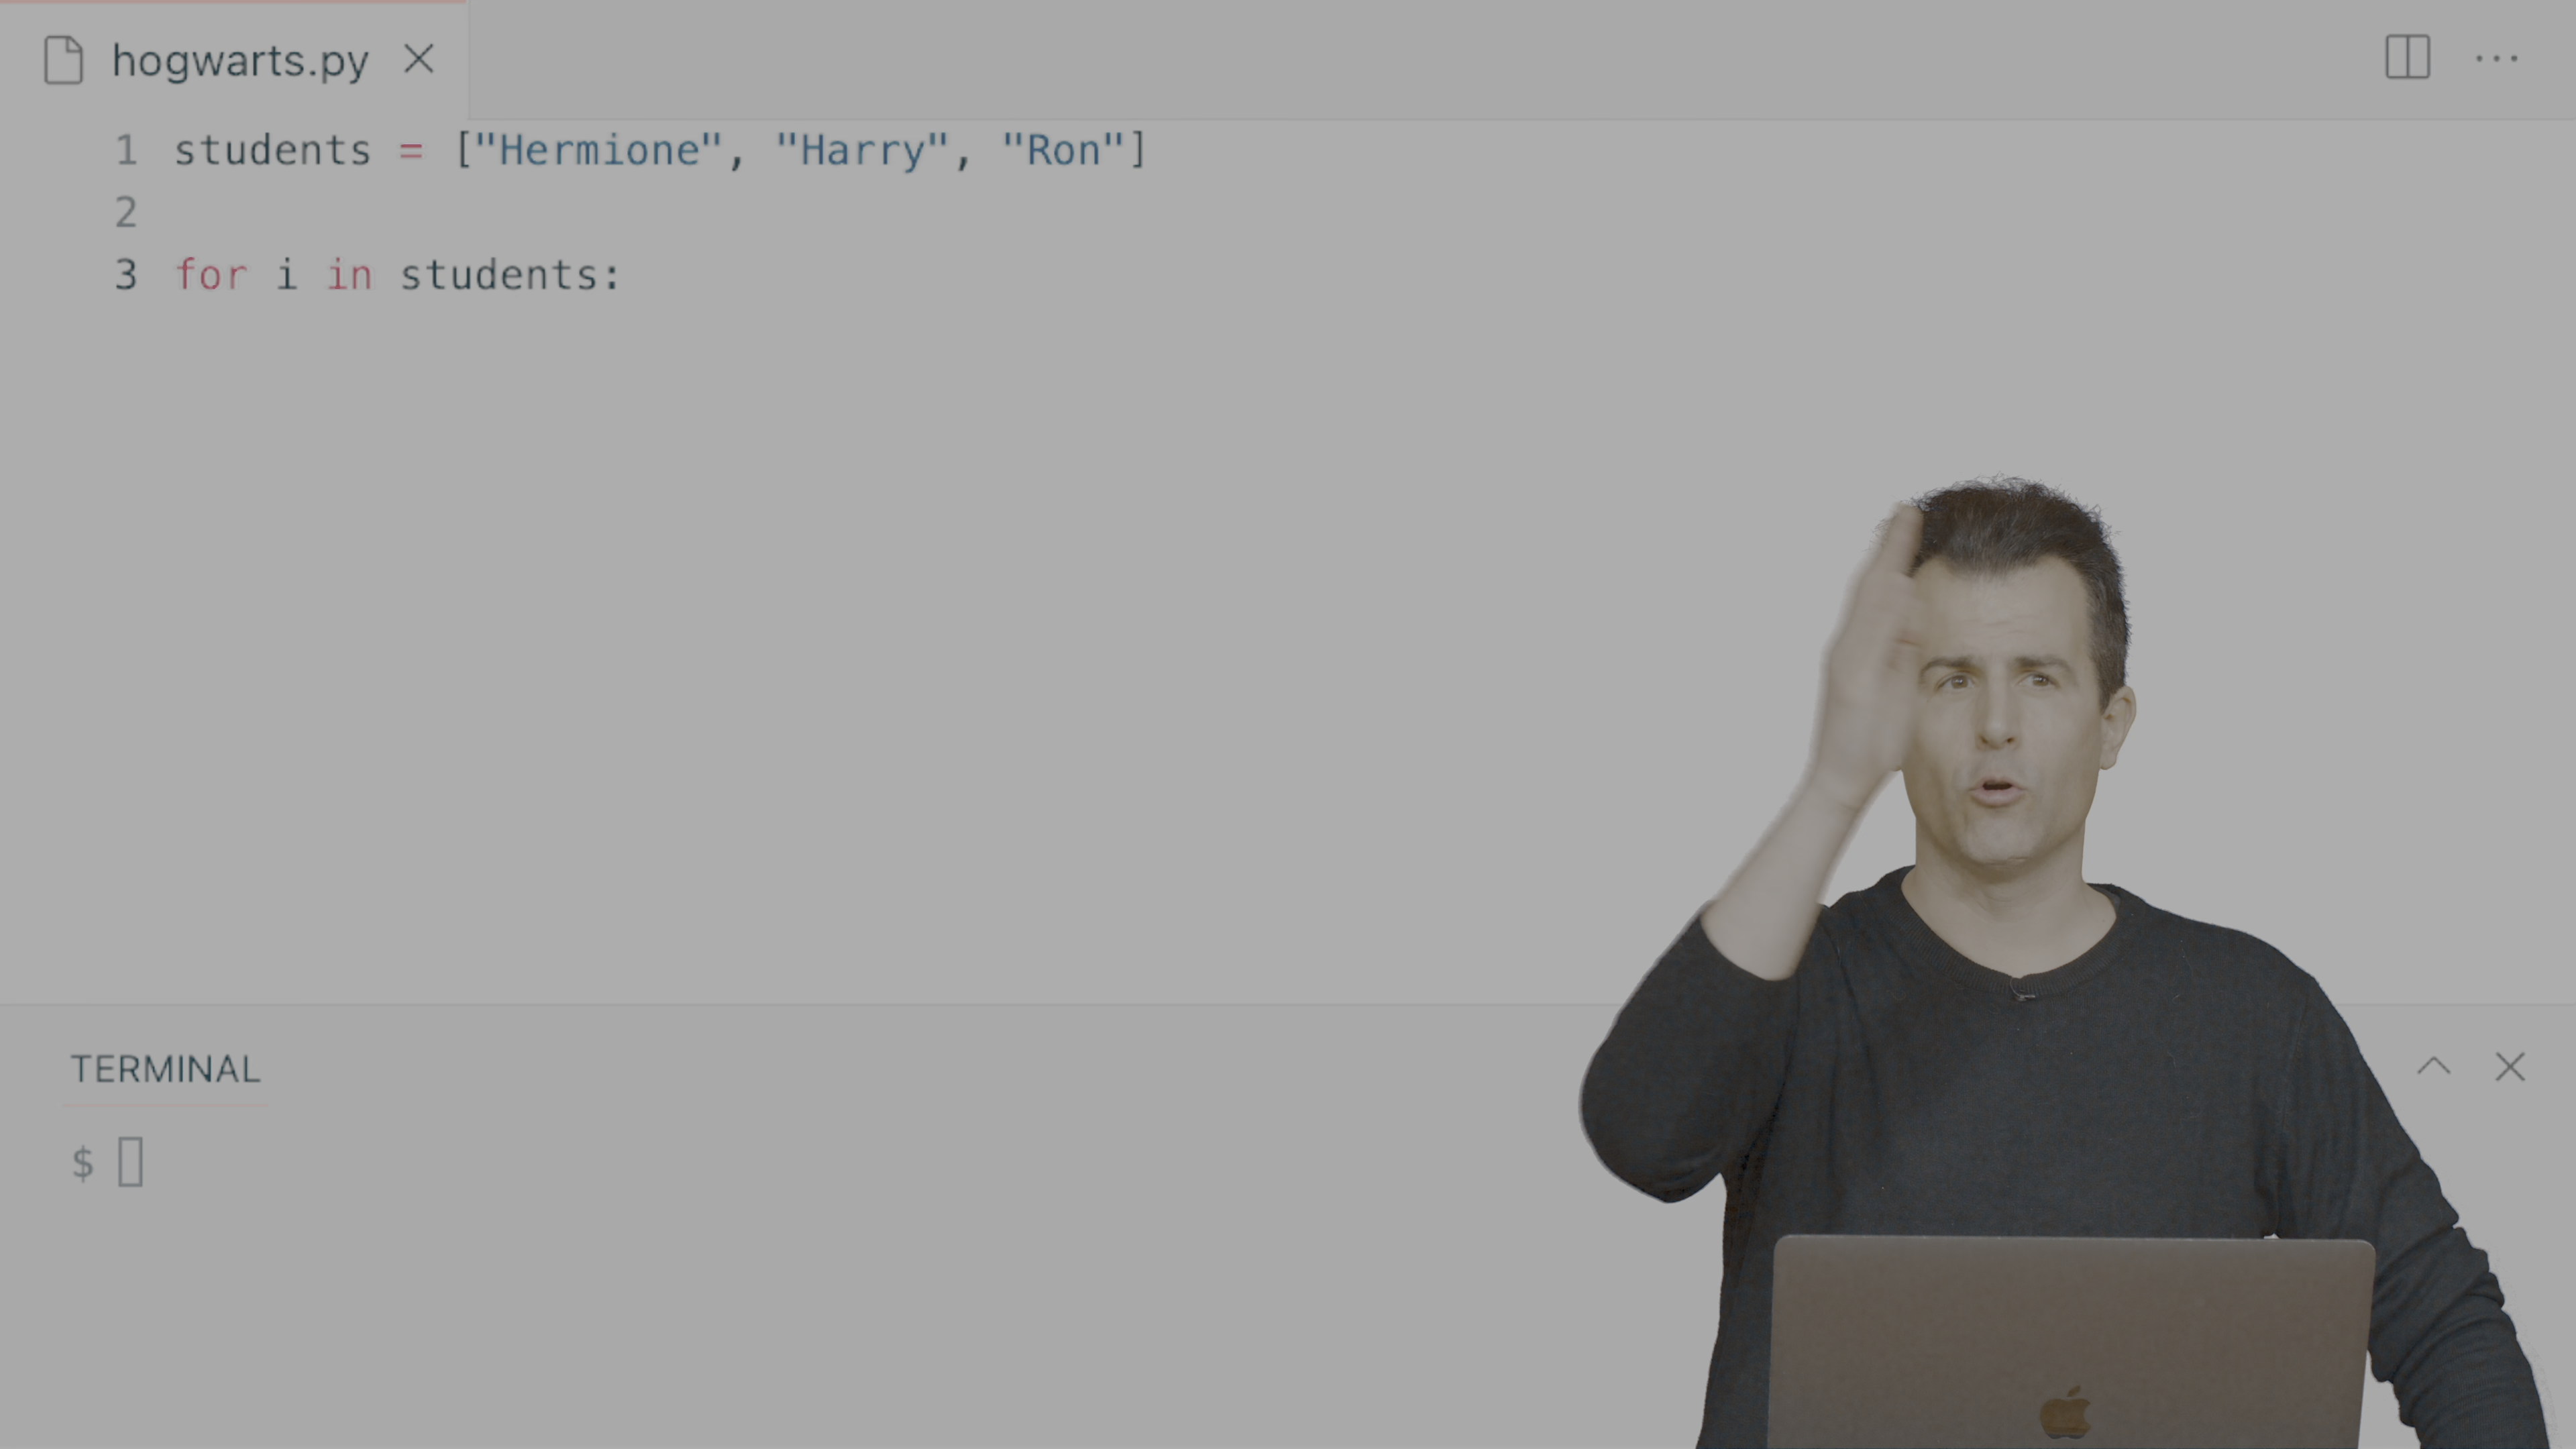 hogwarts.py
1 students = ["Hermione", "Harry", "Ron"]
2
3 for i in students:
TERMINAL
$